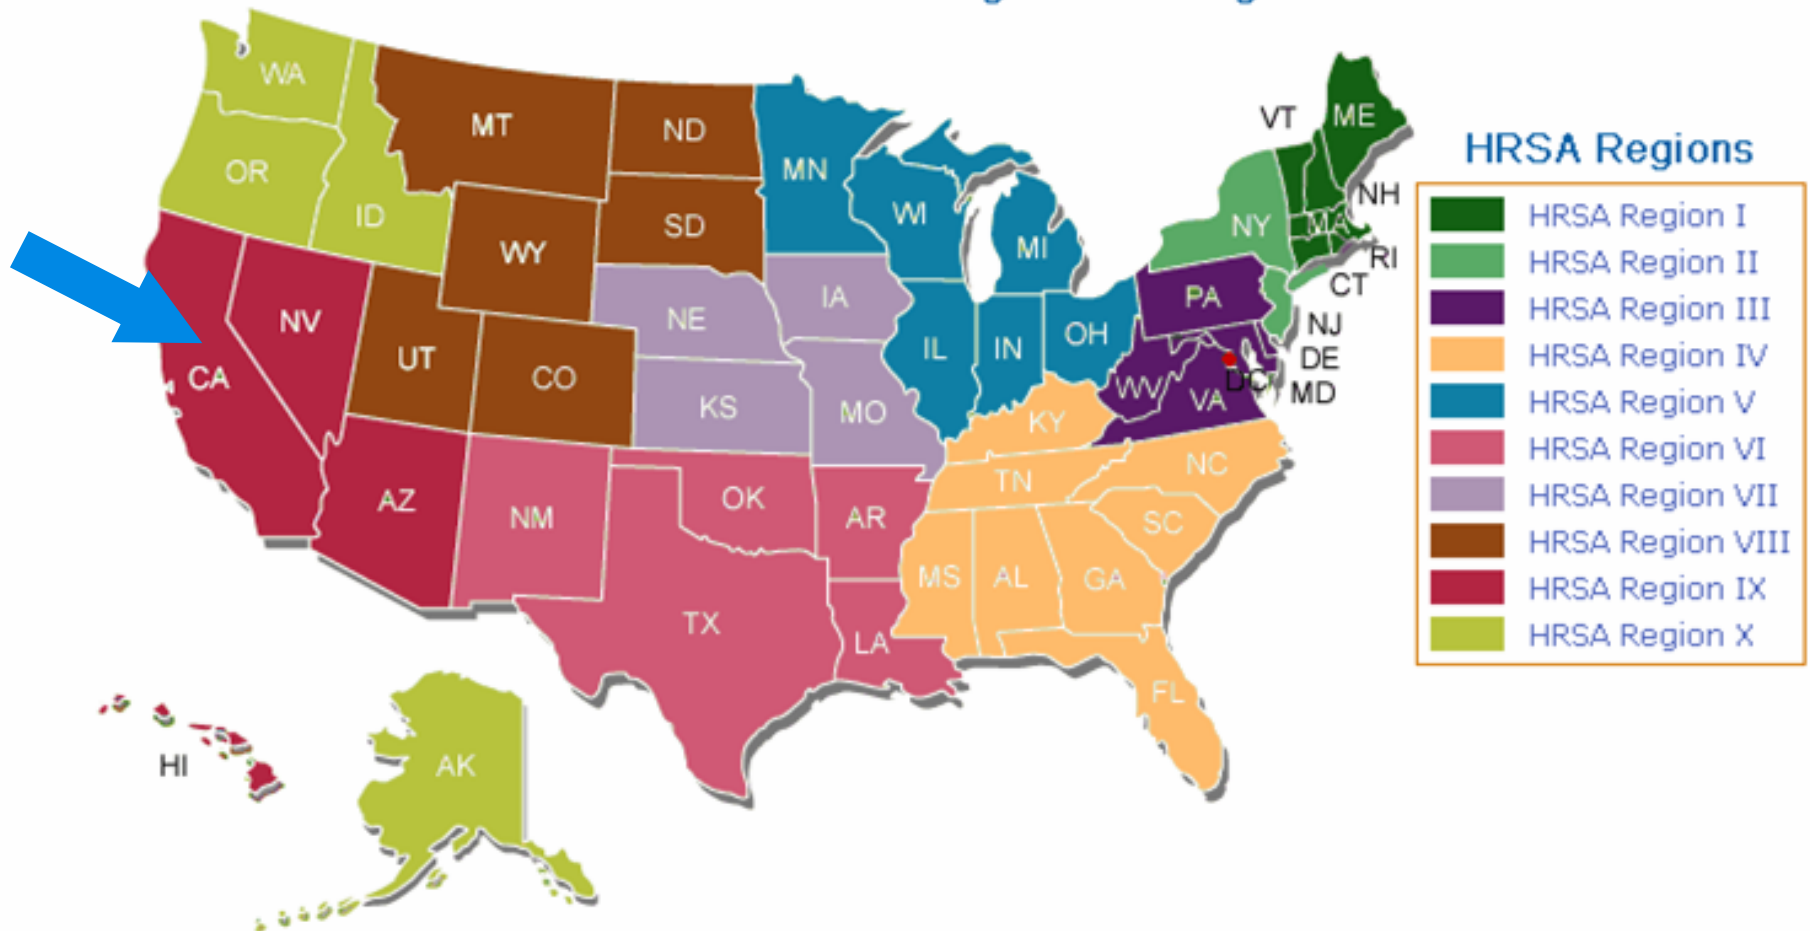 WA
MT
ND
MN
VT
ME
OR
ID
SD
WI
NH
WY
MI
NY
MA
RI
CT
NV
NE
IA
PA
NJ
UT
CO
IL
IN
OH
DE
CA
KS
MO
WV
DC
MD
VA
KY
AZ
NM
OK
AR
TN
NC
SC
MS
AL
GA
TX
LA
FL
HI
AK
HRSA Regions
HRSA Region I
HRSA Region II
HRSA Region III
HRSA Region IV
HRSA Region V
HRSA Region VI
HRSA Region VII
HRSA Region VIII
HRSA Region IX
HRSA Region X